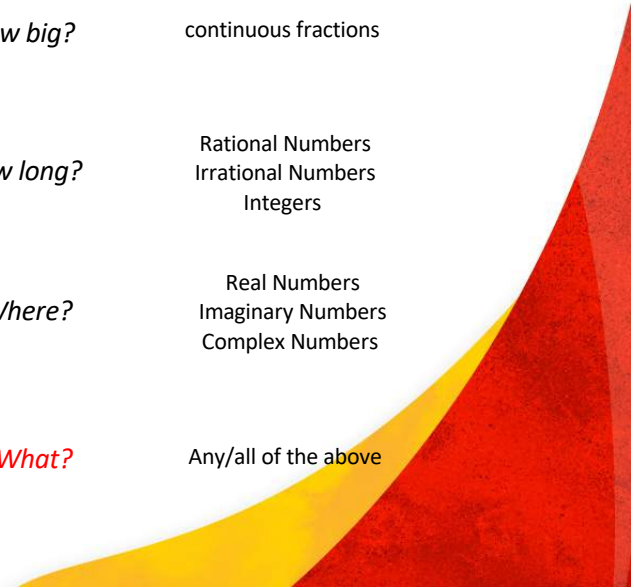 w big? continuous fractions
Rational Numbers
w long? Irrational Numbers
Integers
Real Numbers
Where? Imaginary Numbers
Complex Numbers
What? Any/all of the above